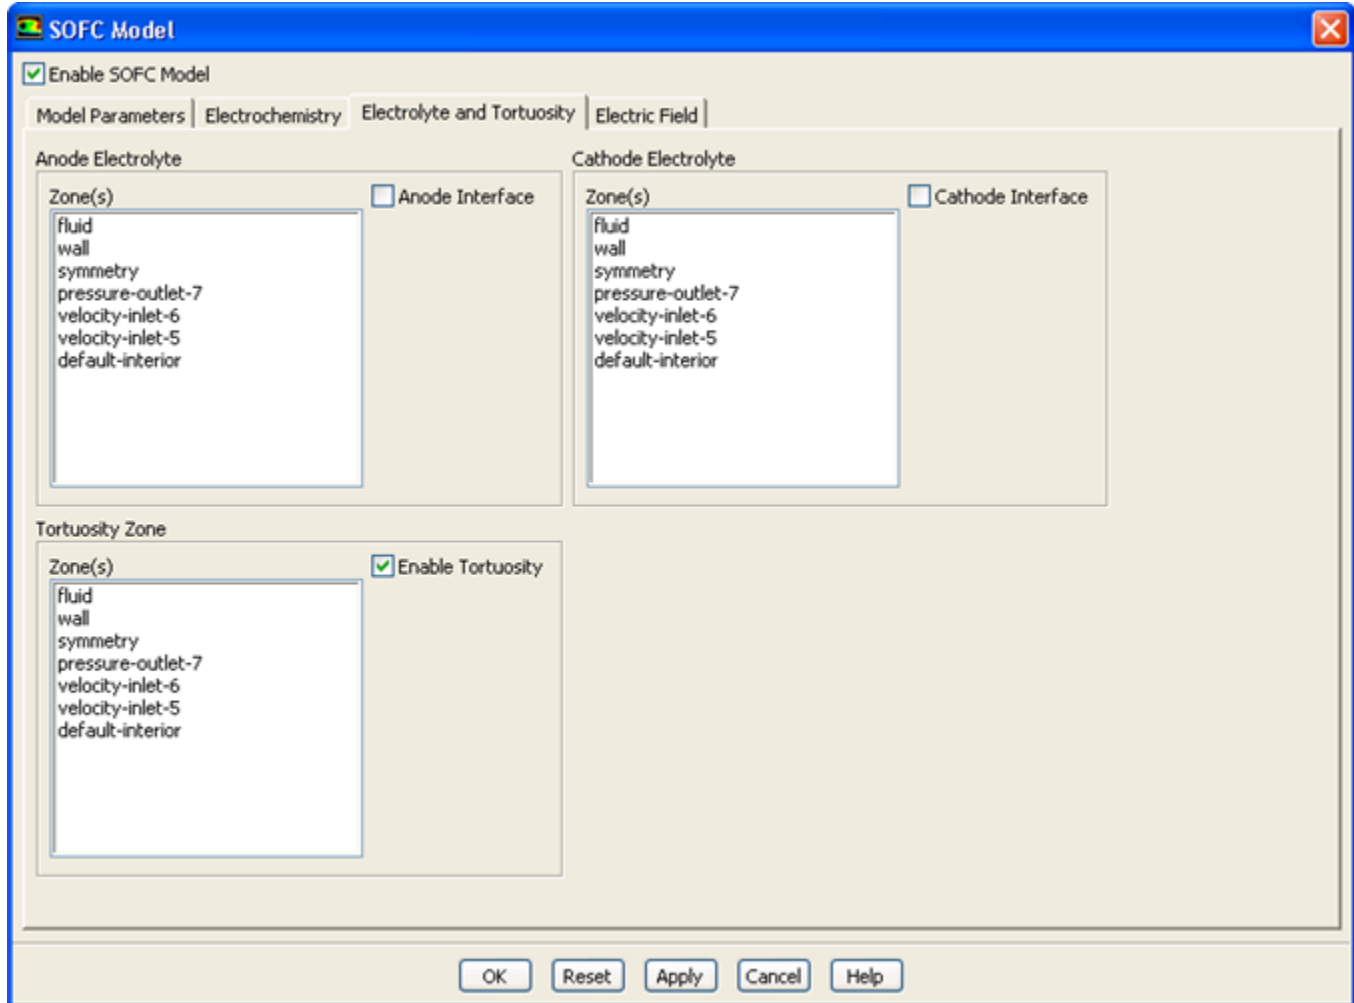 SOFC Model
Enable SOFC Model
Model Parameters
Electrochemistry
Electrolyte and Tortuosity
Electric Field
Anode Electrolyte
Zone(s)
Anode Interface
fluid
wall
symmetry
pressure-outlet-7
velocity-inlet-6
velocity-inlet-5
default-interior
Cathode Electrolyte
Zone(s)
Cathode Interface
fluid
wall
symmetry
pressure-outlet-7
velocity-inlet-6
velocity-inlet-5
default-interior
Tortuosity Zone
Zone(s)
Enable Tortuosity
fluid
wall
symmetry
pressure-outlet-7
velocity-inlet-6
velocity-inlet-5
default-interior
OK
Reset
Apply
Cancel
Help